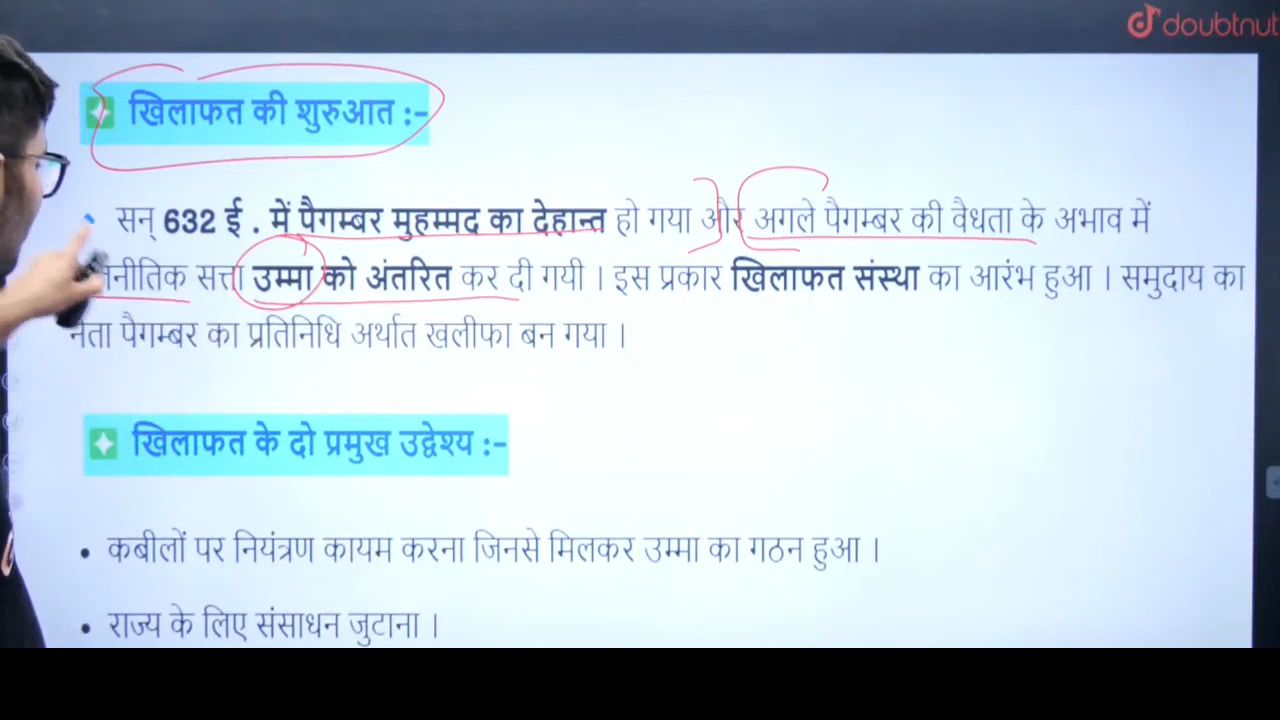 doubtnut
खिलाफत की शुरुआत :-
सन् 632 ई . में पैगम्बर मुहम्मद का देहान्त हो गया और अगले पैगम्बर की वैधता के अभाव में
सत्ता उम्मा को अंतरित कर दी गयी । इस प्रकार खिलाफत संस्था का आरंभ हुआ । समुदाय का
नेता पैगम्बर का प्रतिनिधि अर्थात खलीफा बन गया ।
खिलाफत के दो प्रमुख उद्देश्य :-
• कबीलों पर नियंत्रण कायम करना जिनसे मिलकर उम्मा का गठन हुआ ।
• राज्य के लिए संसाधन जुटाना ।